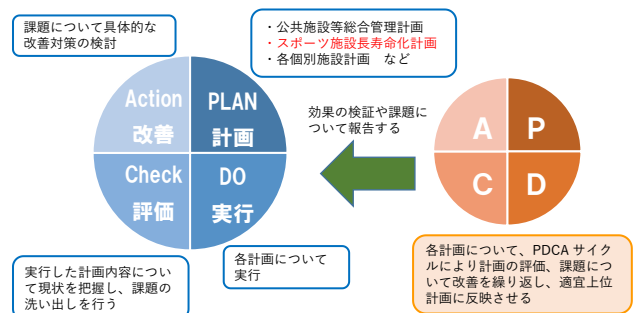 課題について具体的な
改善対策の検討
・公共施設等総合管理計画
・スポーツ施設長寿命化計画
・各個別施設計画　など
Action
改善
PLAN
計画
Check
評価
DO
実行
効果の検証や課題に
ついて報告する
A
P
C
D
実行した計画内容につい
て現状を把握し、課題の
洗い出しを行う
各計画について
実行
各計画について、PDCA サイク
ルにより計画の評価、課題につ
いて改善を繰り返し、適宜上位
計画に反映させる